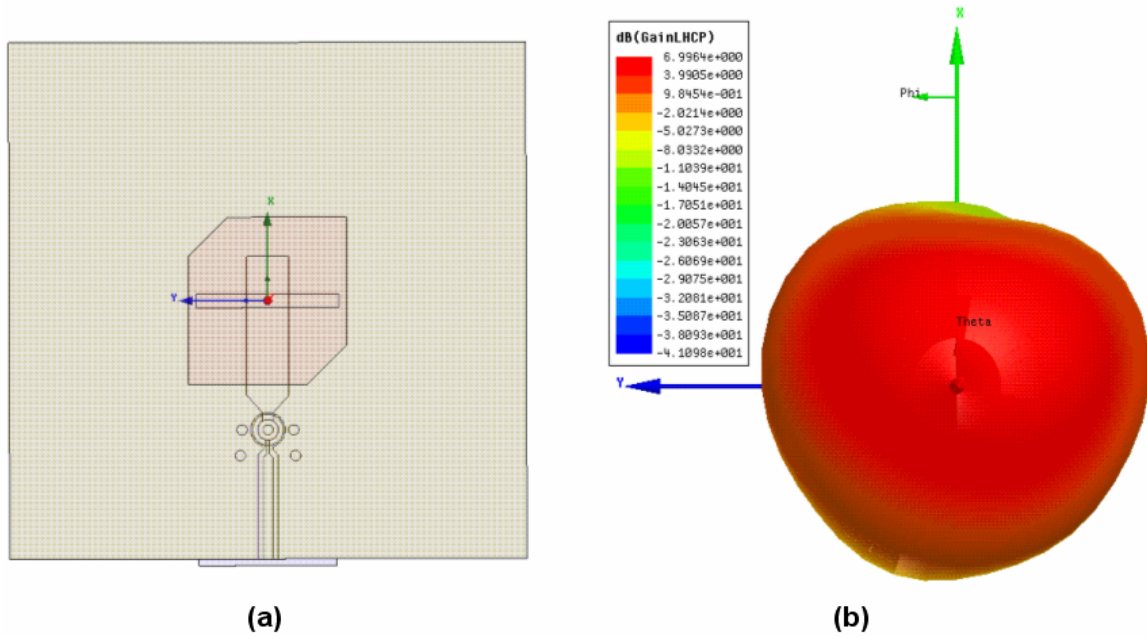 X
Y
(a)
dB(GainLHCP)
6.9964e+000
3.9905e+000
9.8454e-001
-2.0214e+000
-5.0273e+000
-8.0332e+000
-1.1039e+001
-1.4045e+001
-1.7051e+001
-2.0057e+001
-2.3063e+001
-2.6069e+001
-2.9075e+001
-3.2081e+001
-3.5087e+001
-3.8093e+001
-4.1098e+001
X
Phi
Theta
Y
(b)